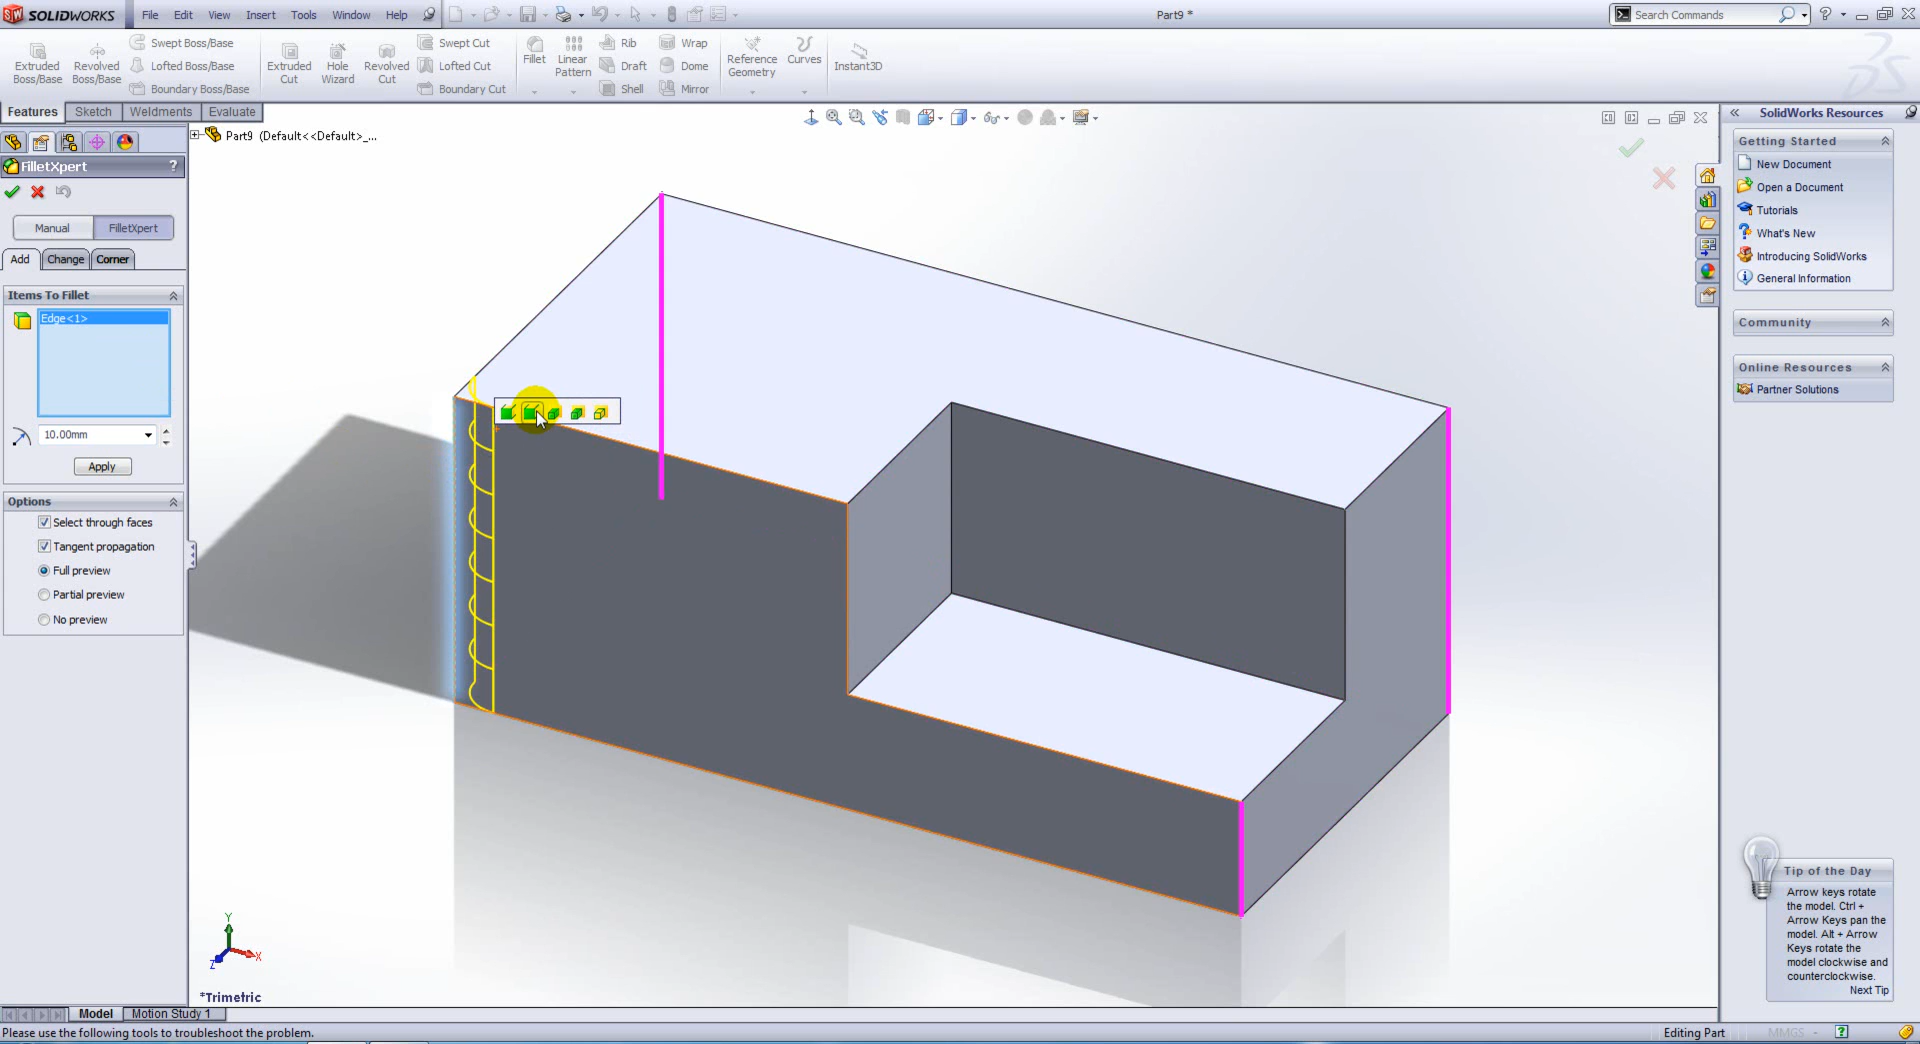 SOLIDWORKS File Edit View Insert Tools Window Help Part9 * Search Commands ?
Extruded Boss/Base
Revolved Boss/Base
Swept Boss/Base
Lofted Boss/Base
Boundary Boss/Base
Extruded Cut
Hole Wizard
Revolved Cut
Swept Cut
Lofted Cut
Boundary Cut
Fillet
Linear Pattern
Rib
Draft
Shell
Wrap
Dome
Mirror
Reference Geometry
Curves
Instant3D
Features Sketch Weldments Evaluate
Part9 (Default<<Default>_...
FilletXpert ?
Manual FilletXpert
Add Change Corner
Items To Fillet
Edge<1>
10.00mm
Apply
Options
Select through faces
Tangent propagation
Full preview
Partial preview
No preview
Y
X
Z
*Trimetric
Model Motion Study 1
Please use the following tools to troubleshoot the problem.
Editing Part MMGS ?
SolidWorks Resources
Getting Started
New Document
Open a Document
Tutorials
What's New
Introducing SolidWorks
General Information
Community
Online Resources
Partner Solutions
Tip of the Day
Arrow keys rotate
the model. Ctrl +
Arrow Keys pan the
model. Alt + Arrow
Keys rotate the
model clockwise and
counterclockwise.
Next Tip